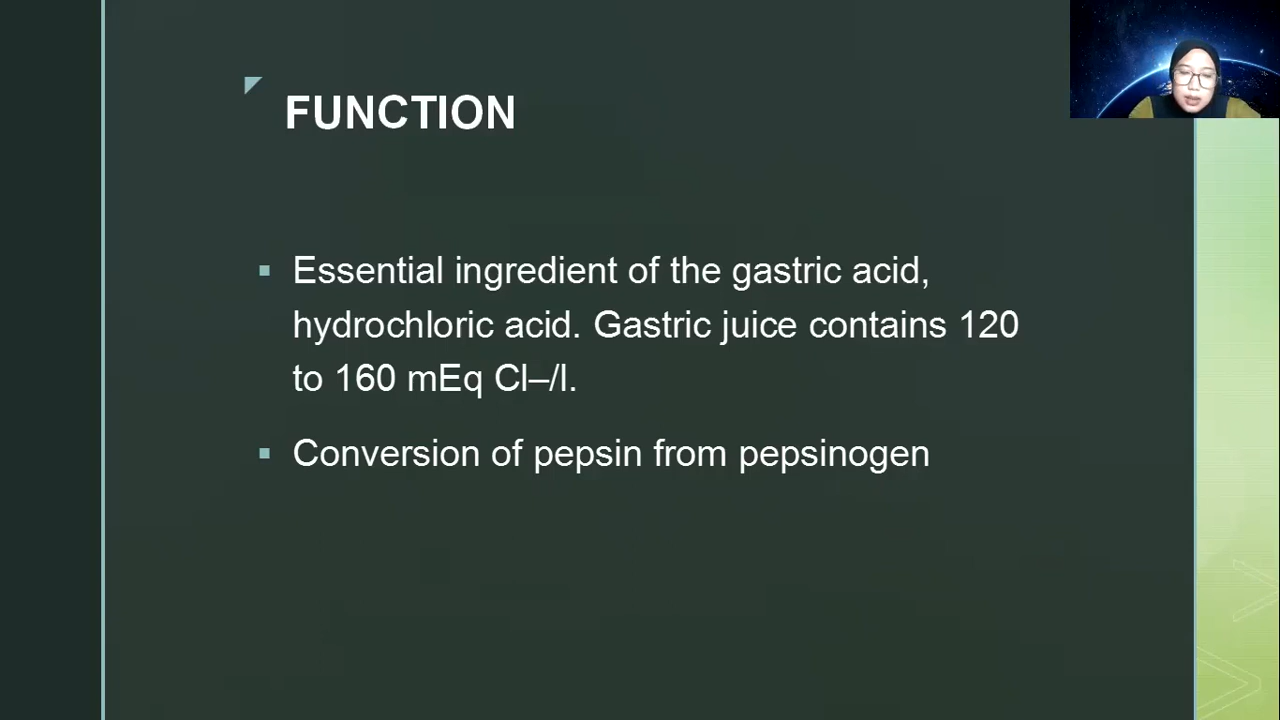 FUNCTION
Essential ingredient of the gastric acid,
hydrochloric acid. Gastric juice contains 120
to 160 mEq Cl–/l.
Conversion of pepsin from pepsinogen